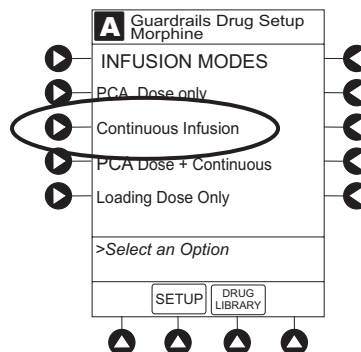 A Guardrails Drug Setup
Morphine
INFUSION MODES
PCA Dose only
Continuous Infusion
PCA Dose + Continuous
Loading Dose Only
>Select an Option
SETUP
DRUG
LIBRARY